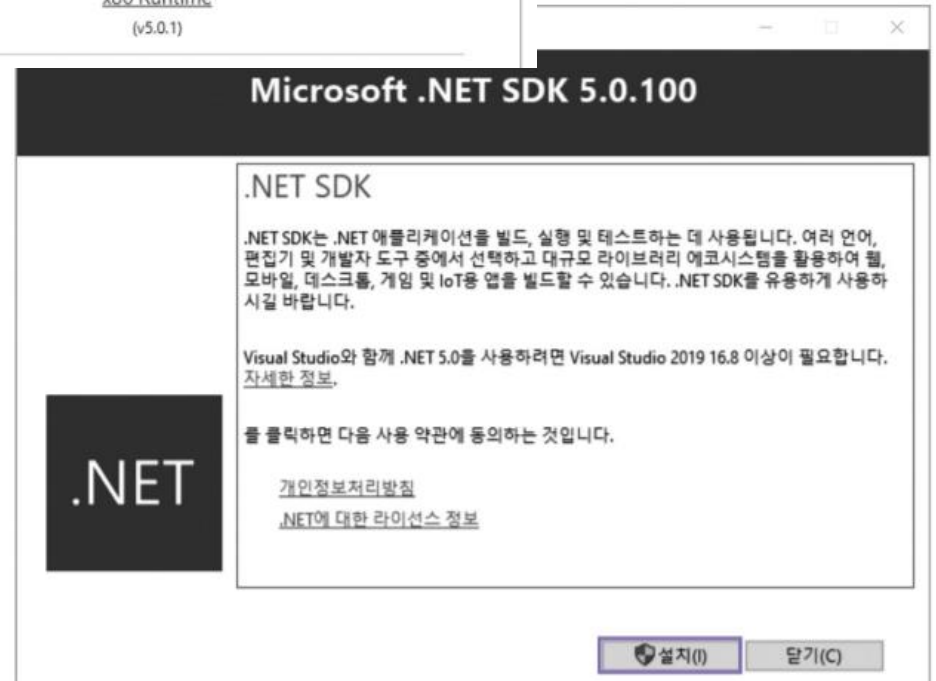 x86 Runtime
(v5.0.1)
Microsoft .NET SDK 5.0.100
.NET SDK
.NET SDK는 .NET 애플리케이션을 빌드, 실행 및 테스트하는 데 사용됩니다. 여러 언어,
편집기 및 개발자 도구 중에서 선택하고 대규모 라이브러리 에코시스템을 활용하여 웹,
모바일, 데스크톱, 게임 및 IoT용 앱을 빌드할 수 있습니다. .NET SDK를 유용하게 사용하
시길 바랍니다.
Visual Studio와 함께 .NET 5.0을 사용하려면 Visual Studio 2019 16.8 이상이 필요합니다.
자세한 정보.
를 클릭하면 다음 사용 약관에 동의하는 것입니다.
개인정보처리방침
.NET에 대한 라이선스 정보
.NET
설치(I)
닫기(C)